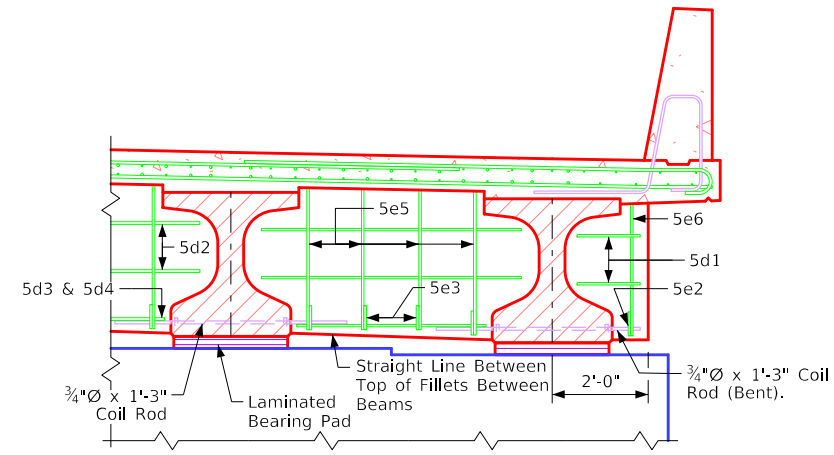 5e5
5e6
5d2
5d1
5d3 & 5d4
5e3
5e2
¾"Ø x 1'-3"
Coil Rod
Laminated
Bearing Pad
Straight Line Between
Top of Fillets Between
Beams
2'-0"
¾"Ø x 1'-3" Coil
Rod (Bent).